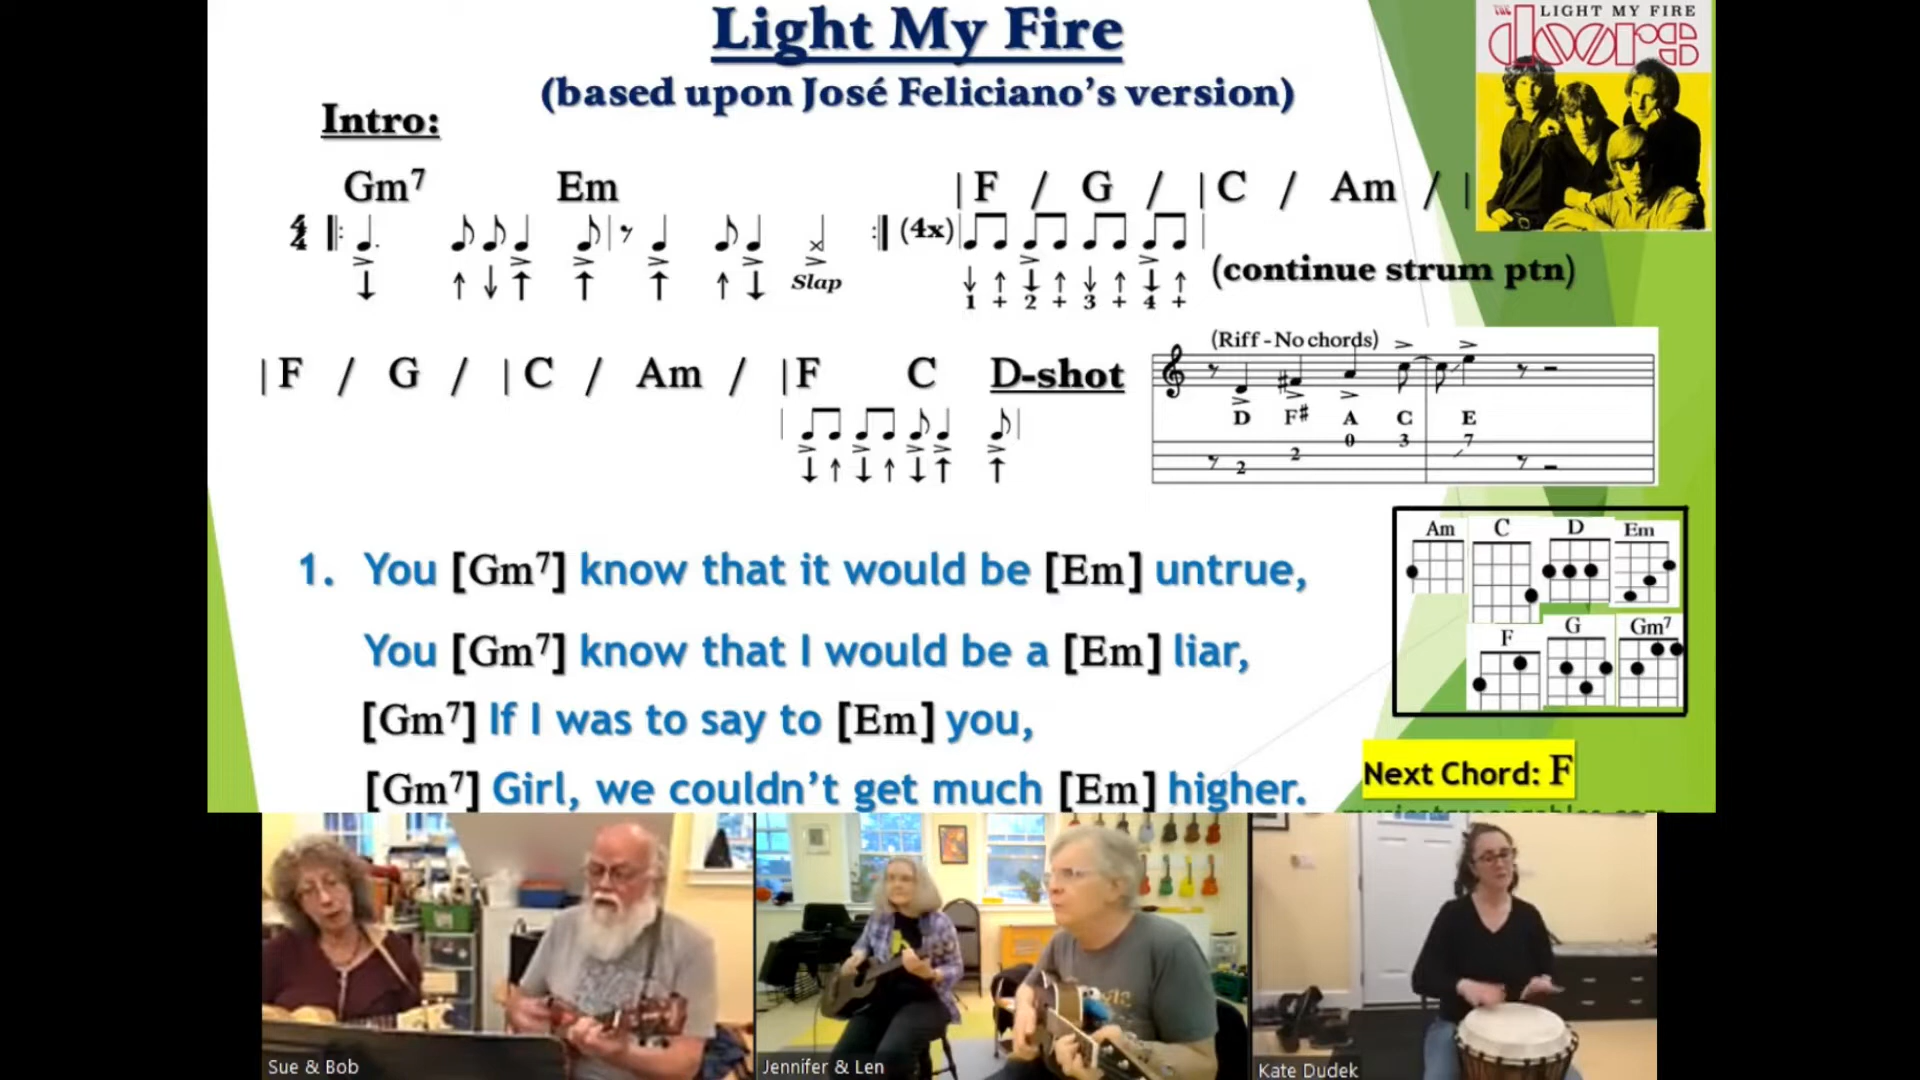 Light My Fire
(based upon José Feliciano's version)
THE doors LIGHT MY FIRE
Intro:
Gm7 Em | F / G / | C / Am / |
4/4 (4x)
Slap
1 + 2 + 3 + 4 +
(continue strum ptn)
| F / G / | C / Am / | F C D-shot
(Riff - No chords)
D F# A C E
2 2 0 3 7
1. You [Gm7] know that it would be [Em] untrue,
You [Gm7] know that I would be a [Em] liar,
[Gm7] If I was to say to [Em] you,
[Gm7] Girl, we couldn't get much [Em] higher.
Am C D Em
F G Gm7
Next Chord: F
Sue & Bob
Jennifer & Len
Kate Dudek